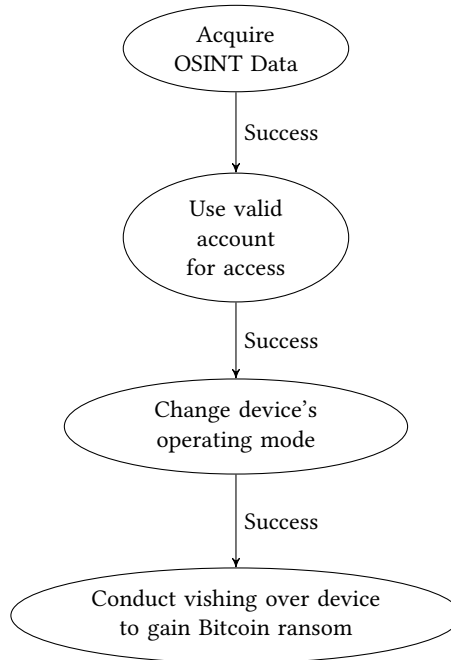 Acquire
OSINT Data
Success
Use valid
account
for access
Success
Change device's
operating mode
Success
Conduct vishing over device
to gain Bitcoin ransom